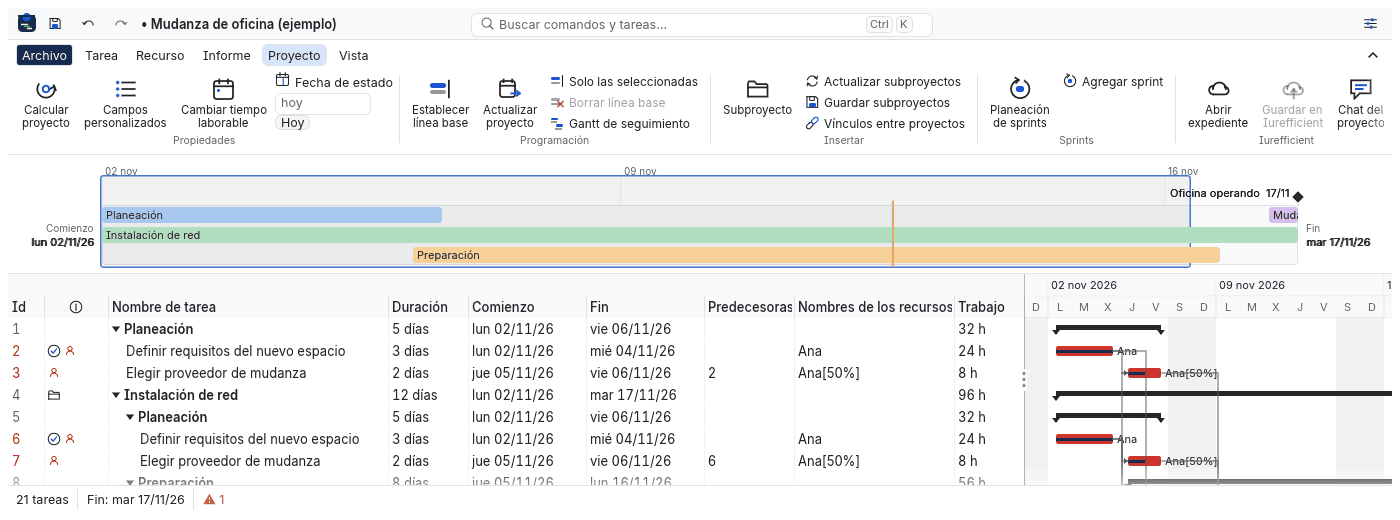 • Mudanza de oficina (ejemplo)
Buscar comandos y tareas... Ctrl K
Archivo Tarea Recurso Informe Proyecto Vista
Calcular proyecto
Campos personalizados
Cambiar tiempo laborable
Fecha de estado
hoy
Hoy
Propiedades
Establecer línea base
Actualizar proyecto
Solo las seleccionadas
Borrar línea base
Gantt de seguimiento
Programación
Subproyecto
Actualizar subproyectos
Guardar subproyectos
Vínculos entre proyectos
Insertar
Planeación de sprints
Agregar sprint
Sprints
Abrir expediente
Guardar en Iurefficient
Chat del proyecto
Iurefficient
02 nov 09 nov 16 nov
Oficina operando 17/11
Planeación Muda
Comienzo Instalación de red Fin
lun 02/11/26 mar 17/11/26
Preparación
02 nov 2026 09 nov 2026 1
Id Nombre de tarea Duración Comienzo Fin Predecesoras Nombres de los recursos Trabajo D L M X J V S D L M X J V S D L
1 Planeación 5 días lun 02/11/26 vie 06/11/26 32 h
2 Definir requisitos del nuevo espacio 3 días lun 02/11/26 mié 04/11/26 Ana 24 h Ana
3 Elegir proveedor de mudanza 2 días jue 05/11/26 vie 06/11/26 2 Ana[50%] 8 h Ana[50%]
4 Instalación de red 12 días lun 02/11/26 mar 17/11/26 96 h
5 Planeación 5 días lun 02/11/26 vie 06/11/26 32 h
6 Definir requisitos del nuevo espacio 3 días lun 02/11/26 mié 04/11/26 Ana 24 h Ana
7 Elegir proveedor de mudanza 2 días jue 05/11/26 vie 06/11/26 6 Ana[50%] 8 h Ana[50%]
8 Preparación 8 días jue 05/11/26 lun 16/11/26 56 h
21 tareas Fin: mar 17/11/26 1